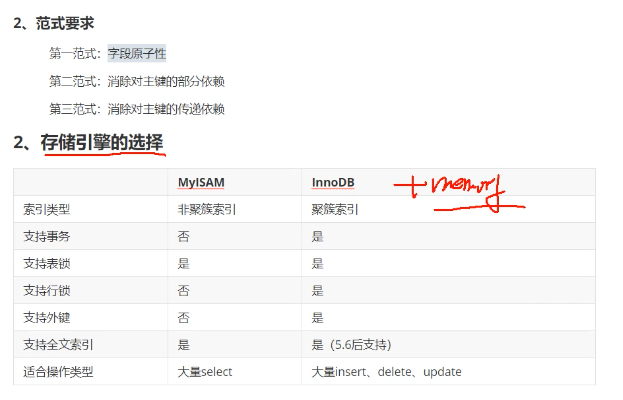 2、范式要求
第一范式：字段原子性
第二范式：消除对主键的部分依赖
第三范式：消除对主键的传递依赖
2、存储引擎的选择
MyISAM InnoDB + memory
索引类型 非聚簇索引 聚簇索引
支持事务 否 是
支持表锁 是 是
支持行锁 否 是
支持外键 否 是
支持全文索引 是 是（5.6后支持）
适合操作类型 大量select 大量insert、delete、update